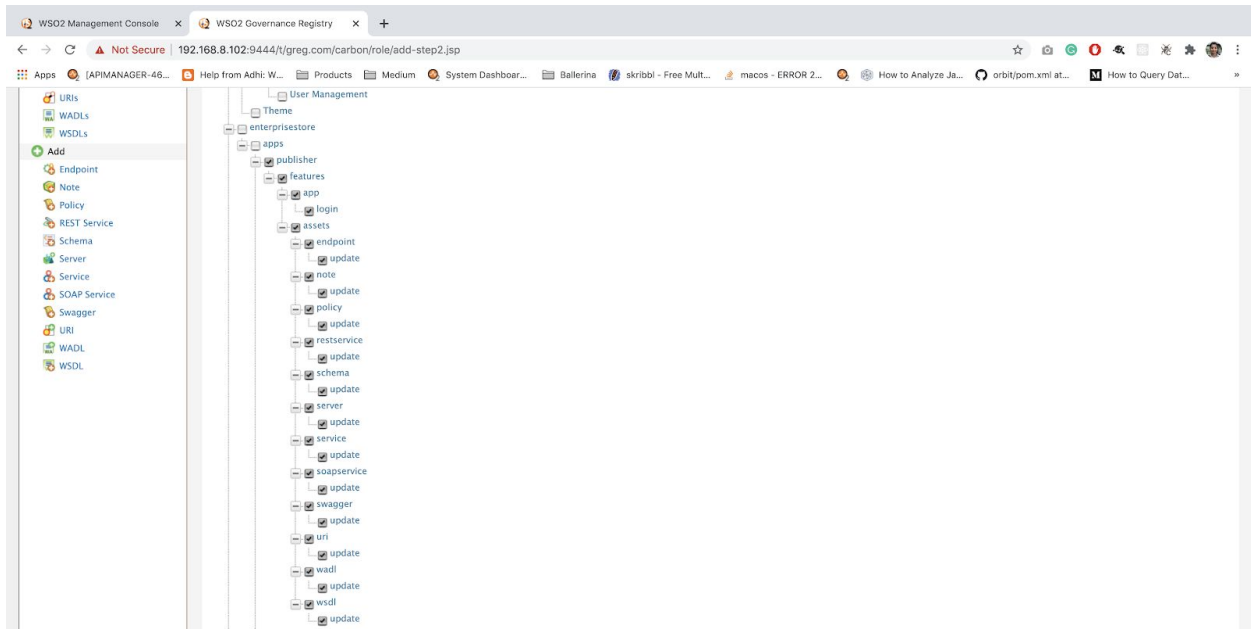 WSO2 Management Console
WSO2 Governance Registry
Not Secure | 192.168.8.102:9444/t/greg.com/carbon/role/add-step2.jsp
Apps [APIMANAGER-46... Help from Adhi: W... Products Medium System Dashboar... Ballerina skribbl - Free Mult... macos - ERROR 2... How to Analyze Ja... orbit/pom.xml at... M How to Query Dat... »
URIs
WADLs
WSDLs
Add
Endpoint
Note
Policy
REST Service
Schema
Server
Service
SOAP Service
Swagger
URI
WADL
WSDL
User Management
Theme
enterprisestore
apps
publisher
features
app
login
assets
endpoint
update
note
update
policy
update
restservice
update
schema
update
server
update
service
update
soapservice
update
swagger
update
uri
update
wadl
update
wsdl
update